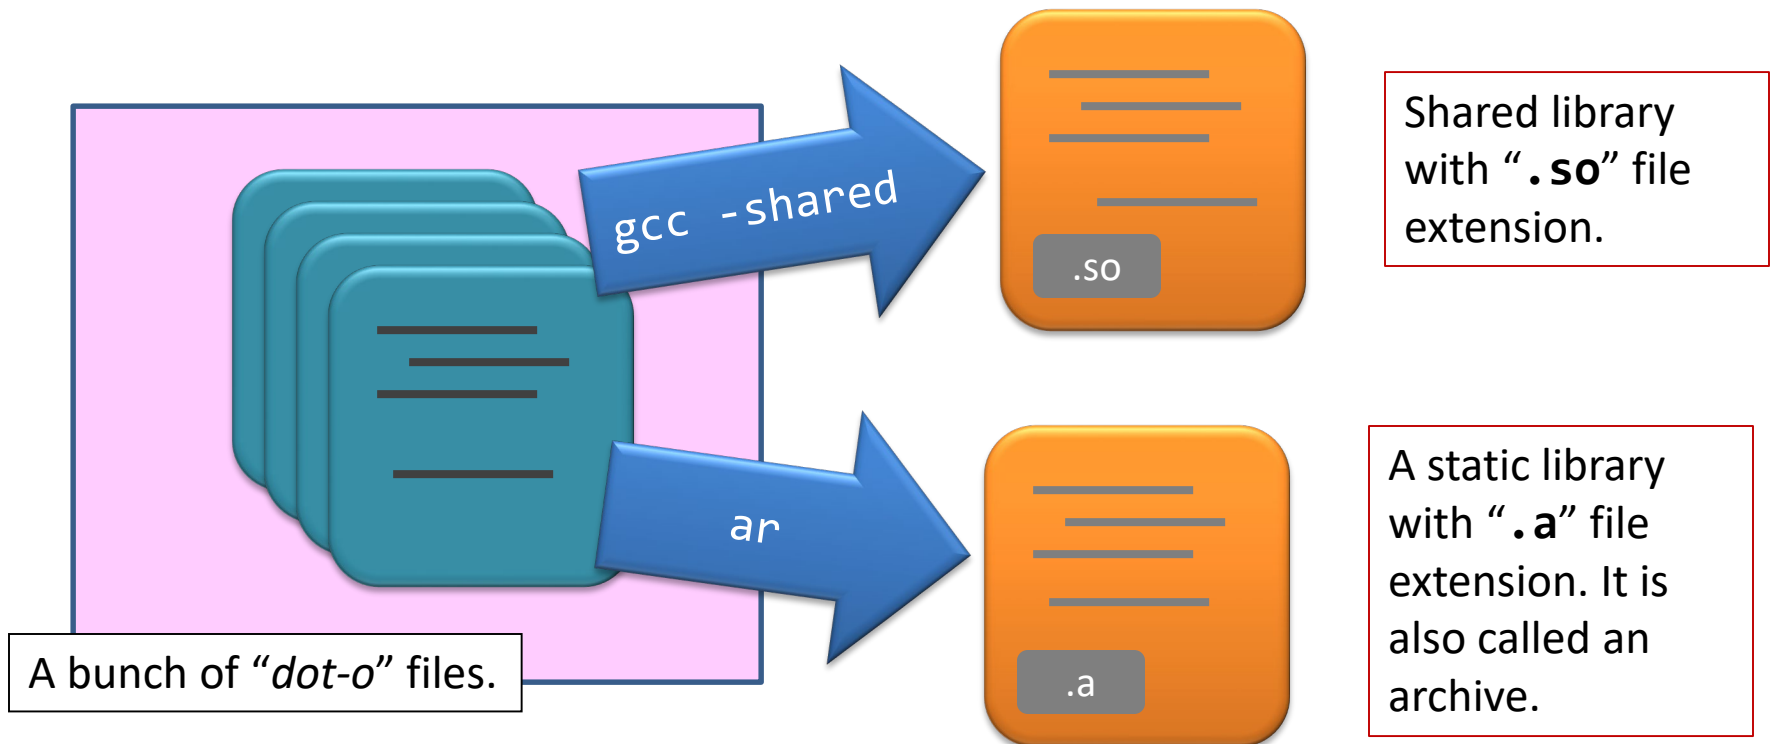 gcc -shared
.so
Shared library
with “.so” file
extension.
ar
.a
A static library
with “.a” file
extension. It is
also called an
archive.
A bunch of “dot-o” files.